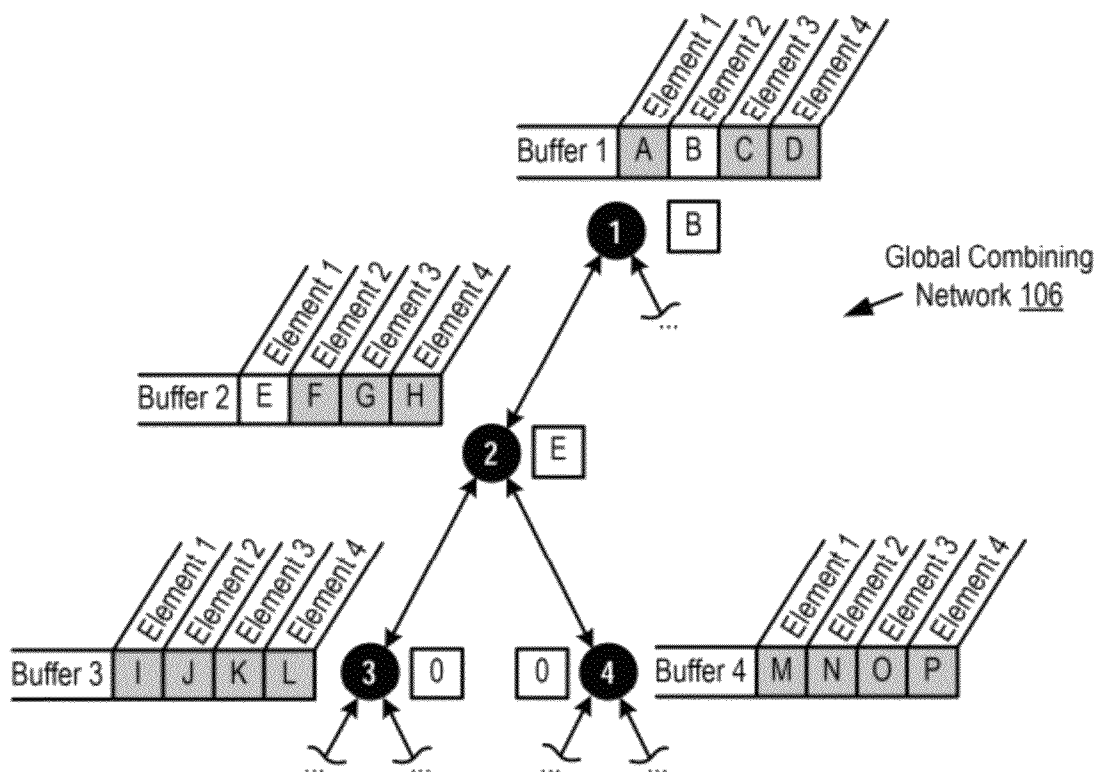 Element 1
Element 2
Element 3
Element 4
Buffer 1 A B C D
1 B
Global Combining
Network 106
...
Element 1
Element 2
Element 3
Element 4
Buffer 2 E F G H
2 E
Element 1
Element 2
Element 3
Element 4
Buffer 3 I J K L
3 0
0 4
Element 1
Element 2
Element 3
Element 4
Buffer 4 M N O P
... ... ... ...